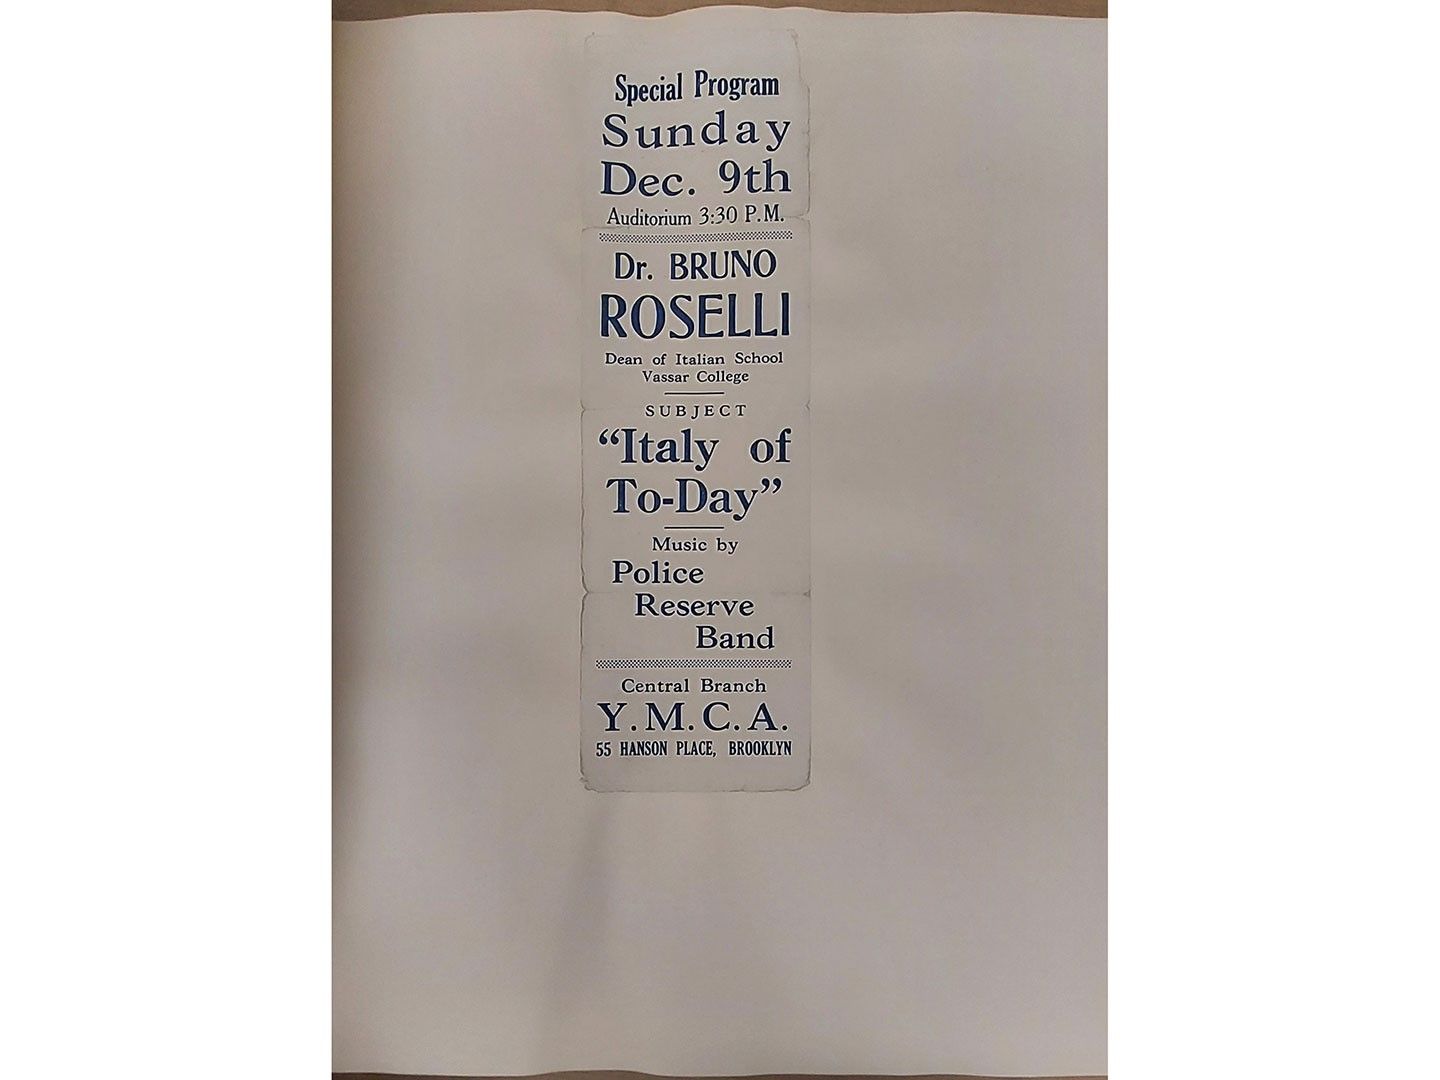 Special Program
Sunday
Dec. 9th
Auditorium 3:30 P.M.
Dr. BRUNO
ROSELLI
Dean of Italian School
Vassar College
SUBJECT
“Italy of
To-Day”
Music by
Police
Reserve
Band
Central Branch
Y.M.C.A.
55 HANSON PLACE, BROOKLYN